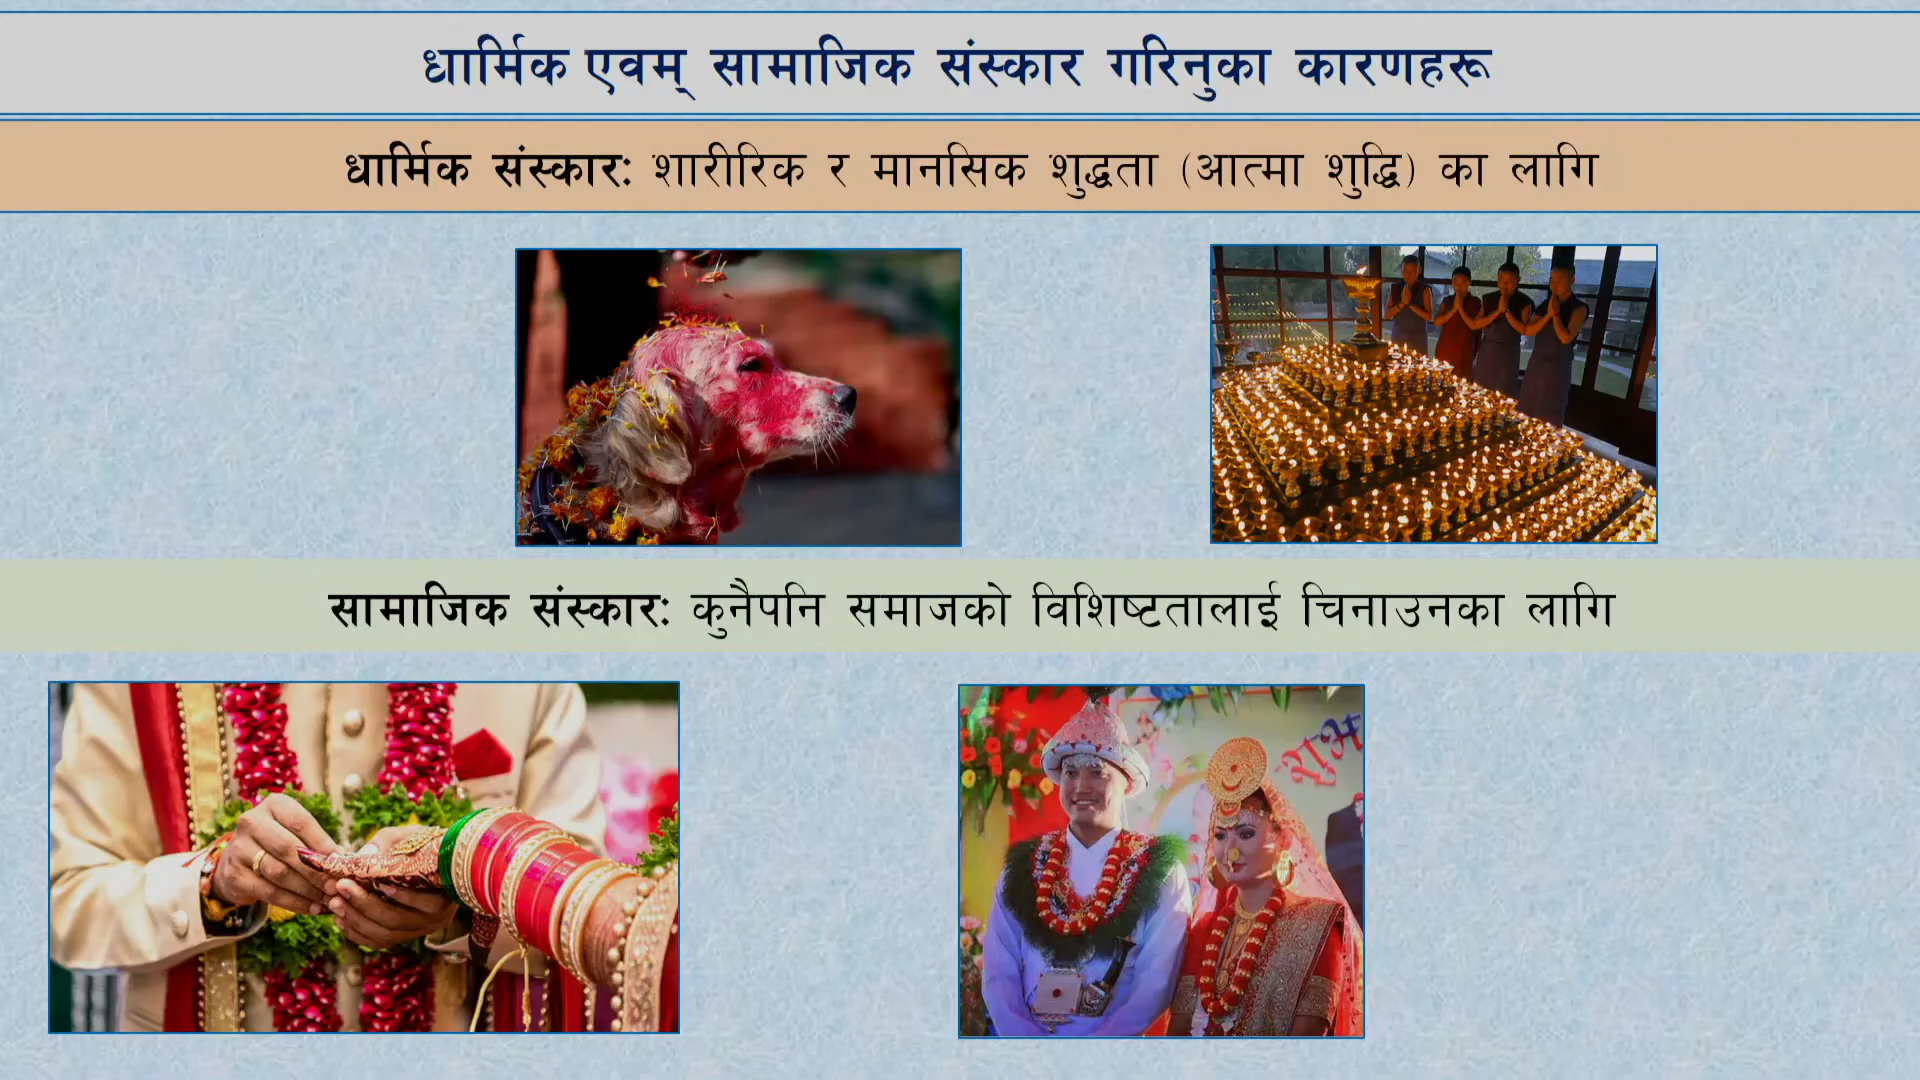 धार्मिक एवम् सामाजिक संस्कार गरिनुका कारणहरू
धार्मिक संस्कारः शारीरिक र मानसिक शुद्धता (आत्मा शुद्धि) का लागि
सामाजिक संस्कारः कुनैपनि समाजको विशिष्टतालाई चिनाउनका लागि
शुभ